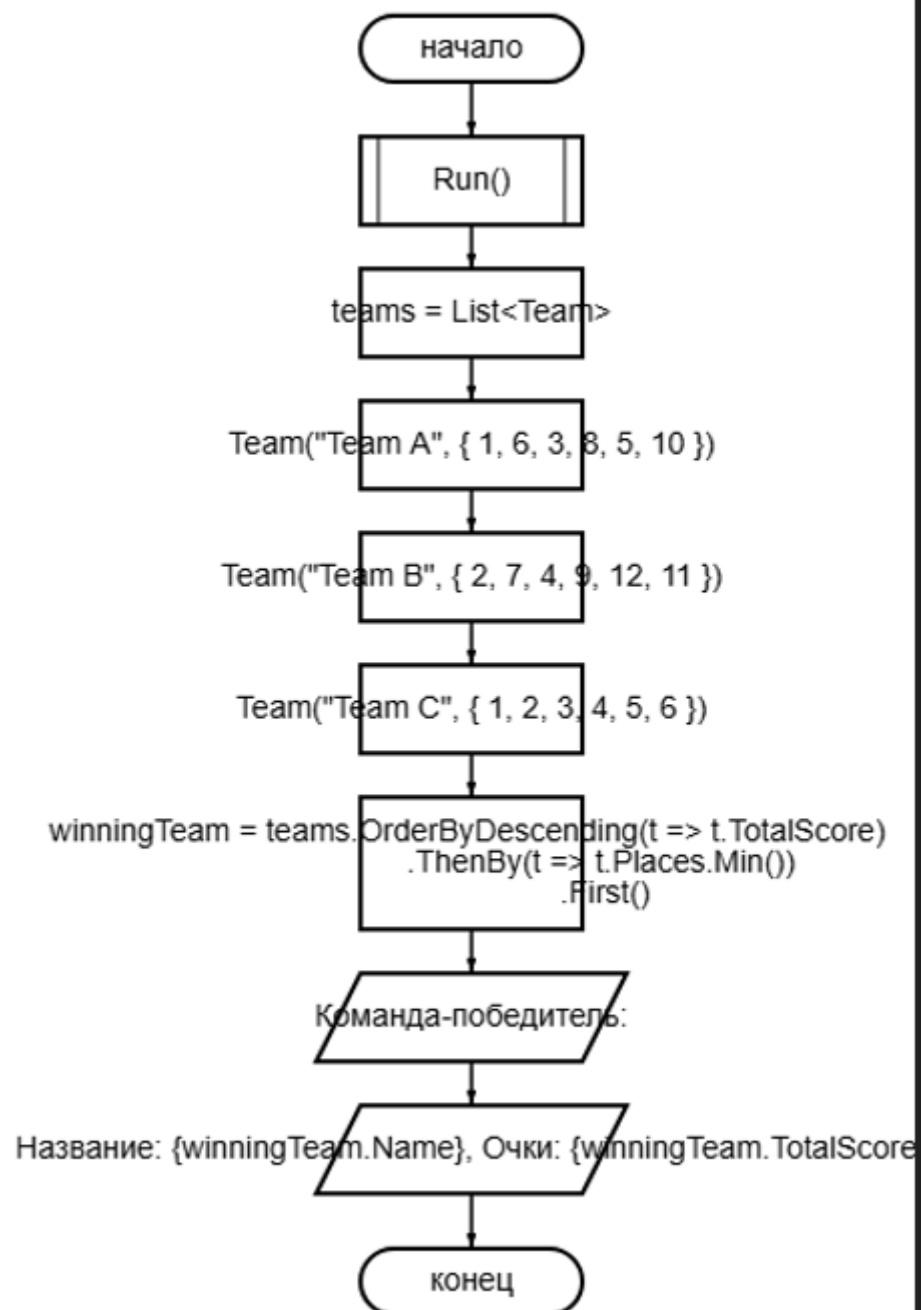 начало
Run()
teams = List<Team>
Team("Team A", { 1, 6, 3, 8, 5, 10 })
Team("Team B", { 2, 7, 4, 9, 12, 11 })
Team("Team C", { 1, 2, 3, 4, 5, 6 })
winningTeam = teams.OrderByDescending(t => t.TotalScore)
.ThenBy(t => t.Places.Min())
.First()
Команда-победитель:
Название: {winningTeam.Name}, Очки: {winningTeam.TotalScore
конец